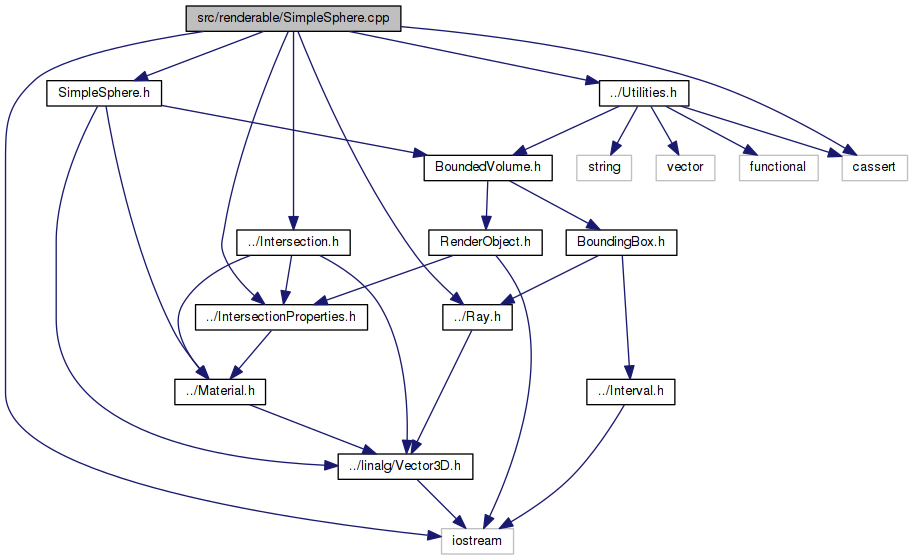 src/renderable/SimpleSphere.cpp
SimpleSphere.h
../Utilities.h
BoundedVolume.h
string
vector
functional
cassert
../Intersection.h
RenderObject.h
BoundingBox.h
../IntersectionProperties.h
../Ray.h
../Material.h
../Interval.h
../linalg/Vector3D.h
iostream